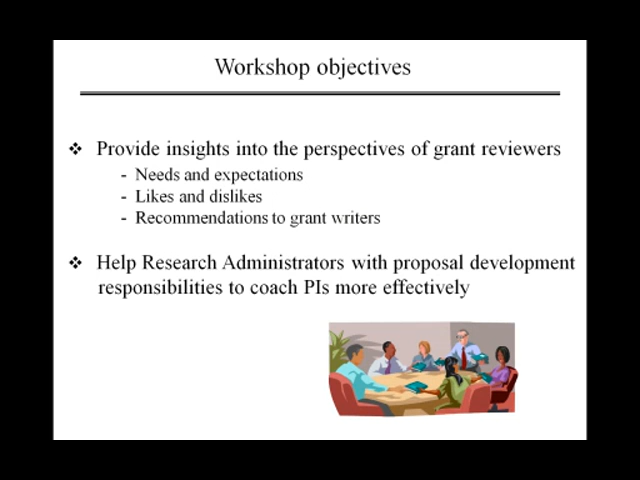 Workshop objectives
❖ Provide insights into the perspectives of grant reviewers
- Needs and expectations
- Likes and dislikes
- Recommendations to grant writers
❖ Help Research Administrators with proposal development
responsibilities to coach PIs more effectively